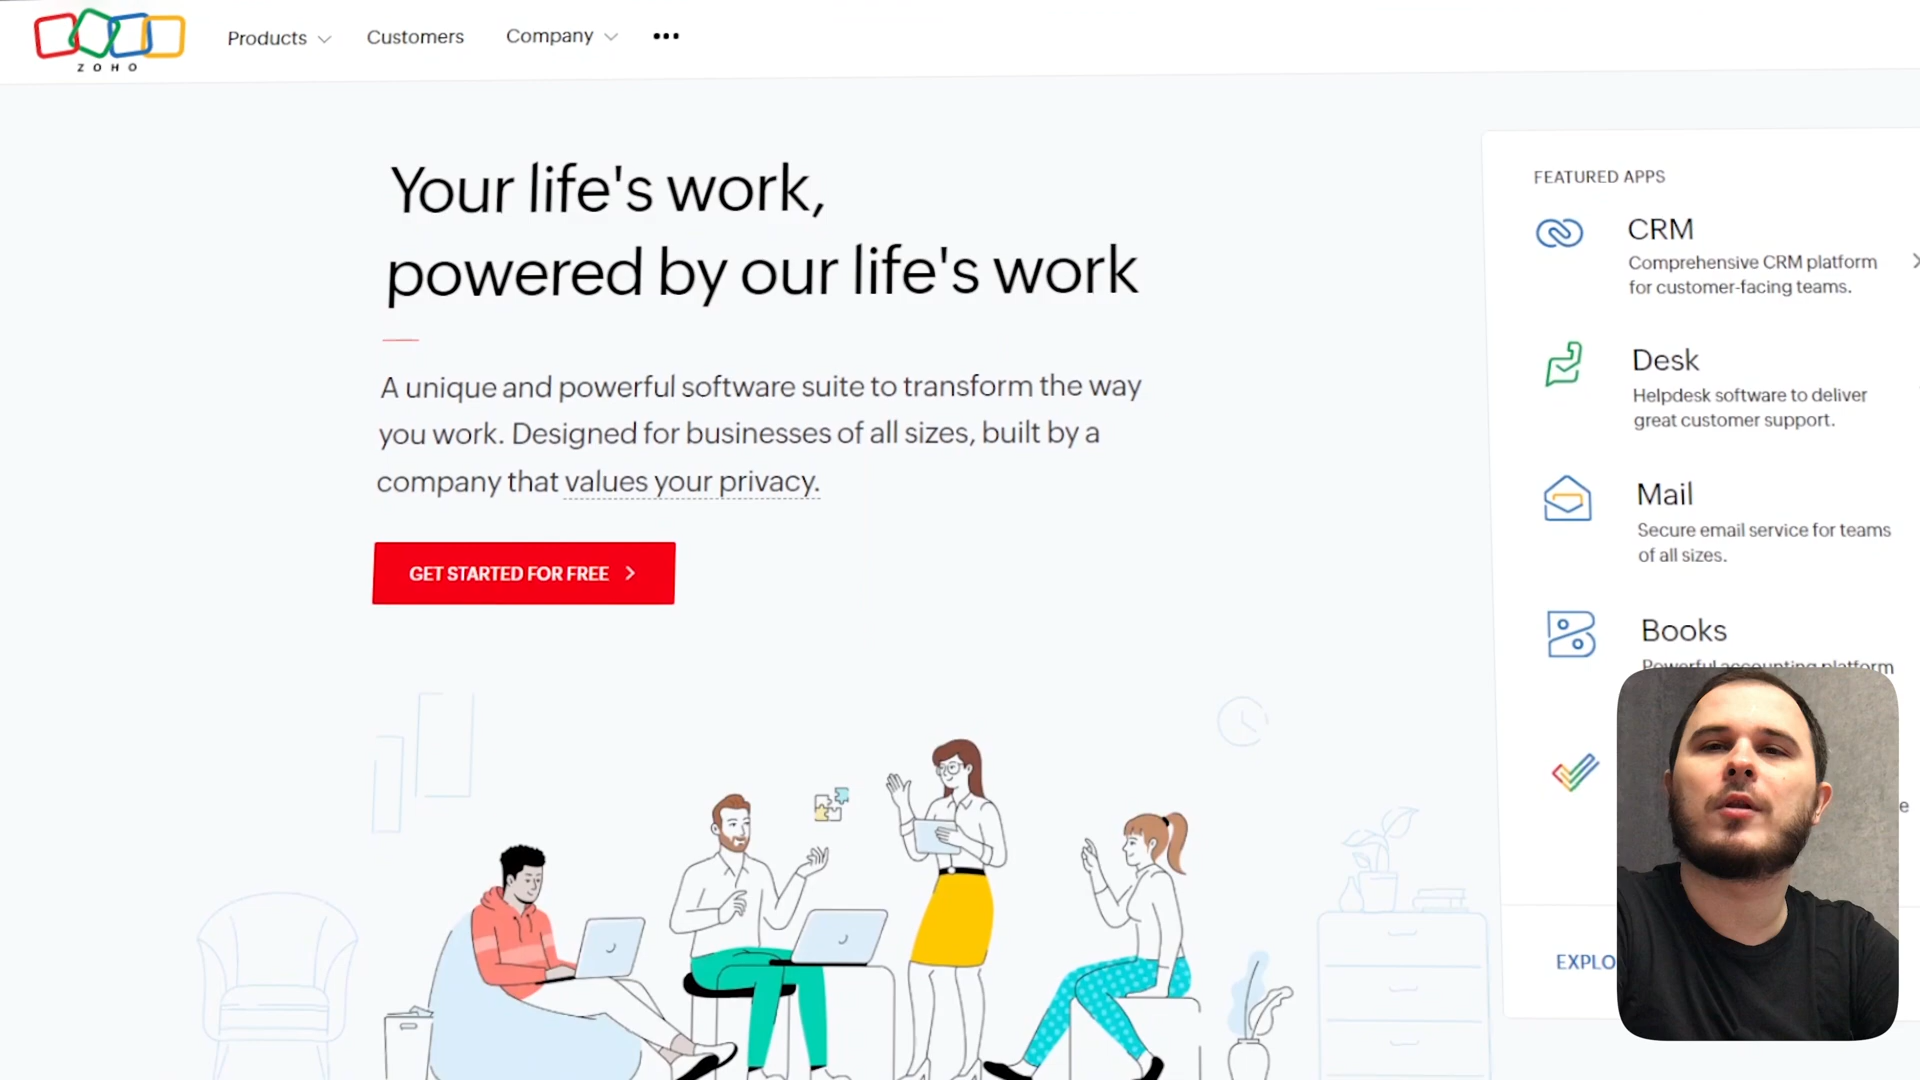 ZOHO
Products
Customers
Company
Your life's work,
powered by our life's work
A unique and powerful software suite to transform the way
you work. Designed for businesses of all sizes, built by a
company that values your privacy.
GET STARTED FOR FREE
FEATURED APPS
CRM
Comprehensive CRM platform
for customer-facing teams.
Desk
Helpdesk software to deliver
great customer support.
Mail
Secure email service for teams
of all sizes.
Books
Powerful accounting platform
EXPLO